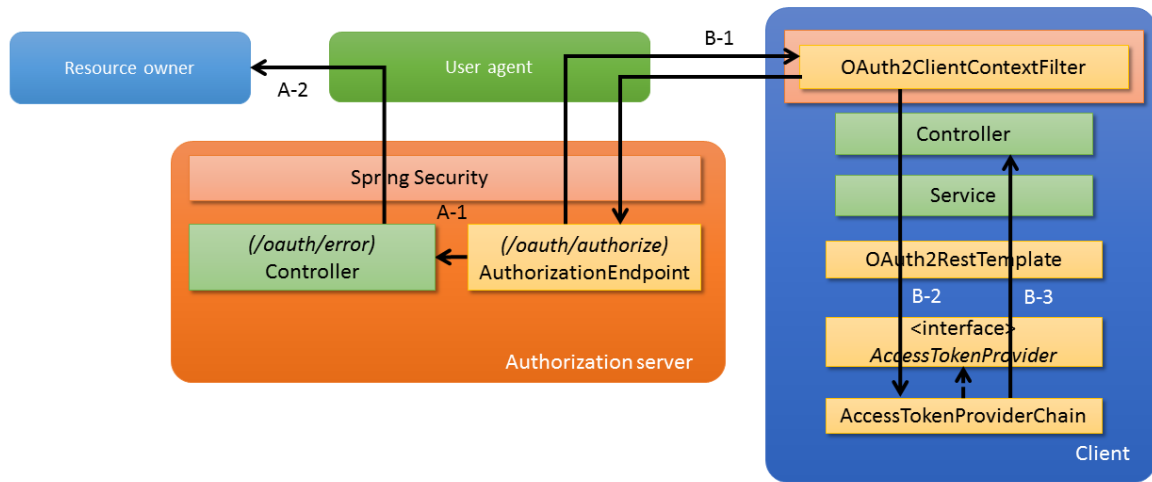 Resource owner
A-2
User agent
B-1
OAuth2ClientContextFilter
Controller
Service
OAuth2RestTemplate
B-2
B-3
<interface>
AccessTokenProvider
AccessTokenProviderChain
Client
Spring Security
A-1
(/oauth/error)
Controller
(/oauth/authorize)
AuthorizationEndpoint
Authorization server